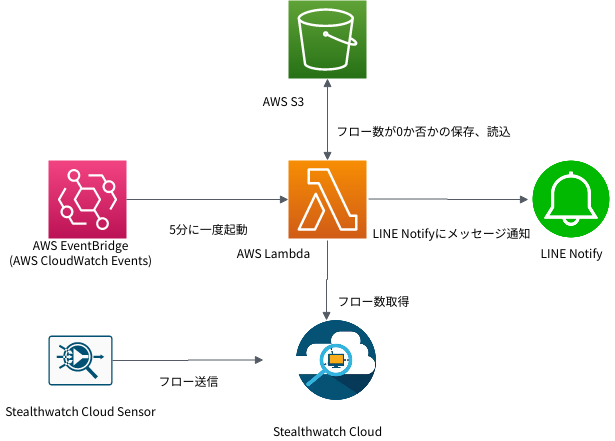 AWS S3
フロー数が0か否かの保存、読込
5分に一度起動
AWS EventBridge
(AWS CloudWatch Events)
AWS Lambda
LINE Notifyにメッセージ通知
LINE Notify
フロー数取得
フロー送信
Stealthwatch Cloud Sensor
Stealthwatch Cloud